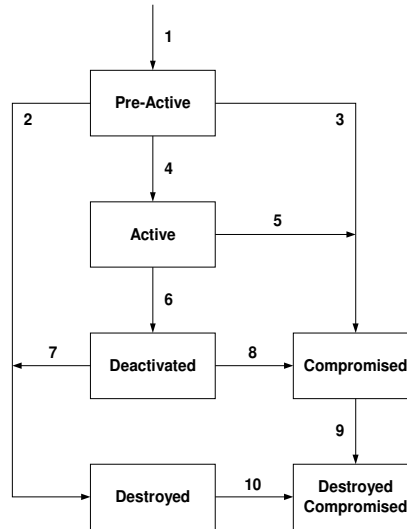 1
2
Pre-Active
3
4
Active
5
6
7
Deactivated
8
Compromised
9
Destroyed
10
Destroyed
Compromised